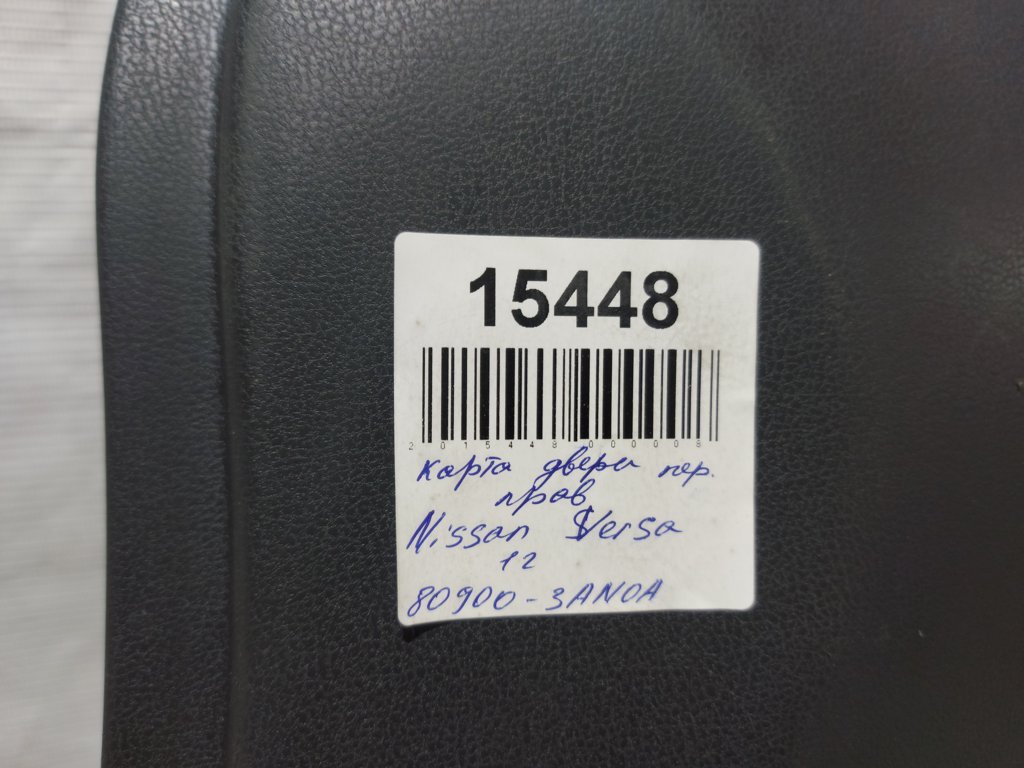 15448
2015448000008
карта двери пер.
прав
Nissan Versa
12
80900-3AN0A